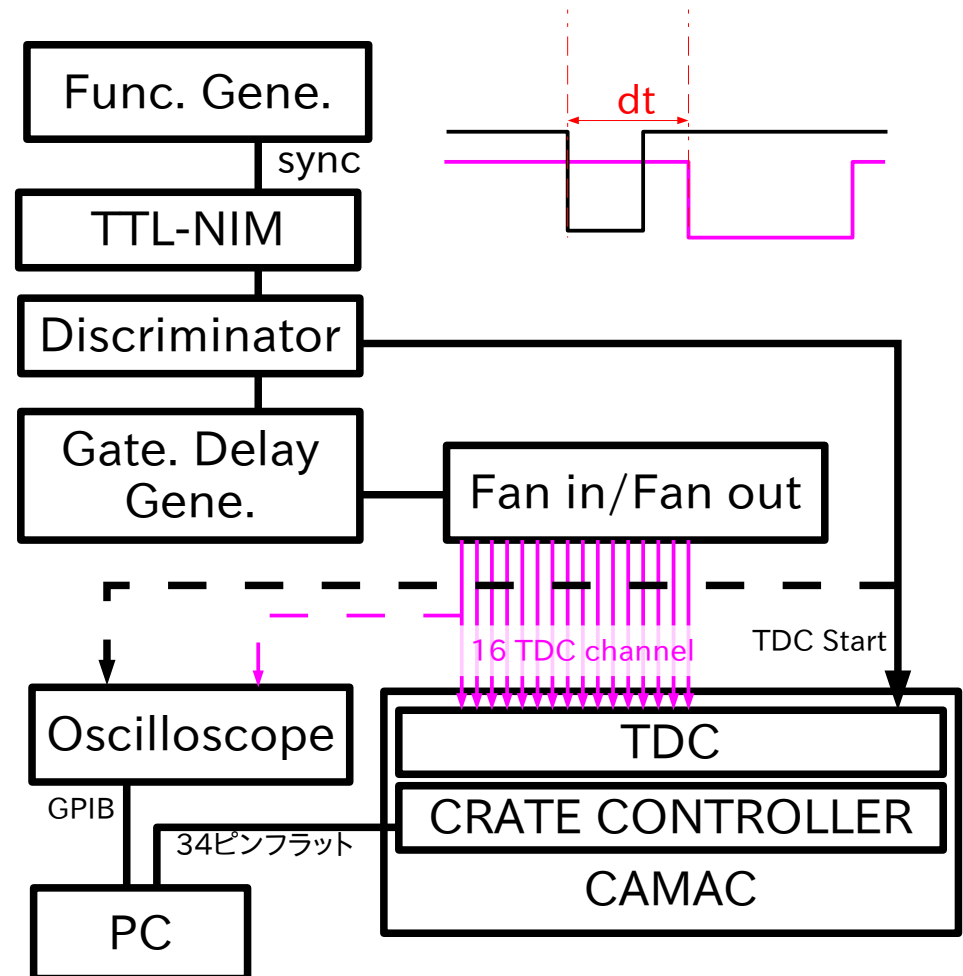 Func. Gene.
dt
sync
TTL-NIM
Discriminator
Gate. Delay
Gene.
Fan in/Fan out
16 TDC channel
TDC Start
Oscilloscope
TDC
GPIB
CRATE CONTROLLER
34ピンフラット
CAMAC
PC